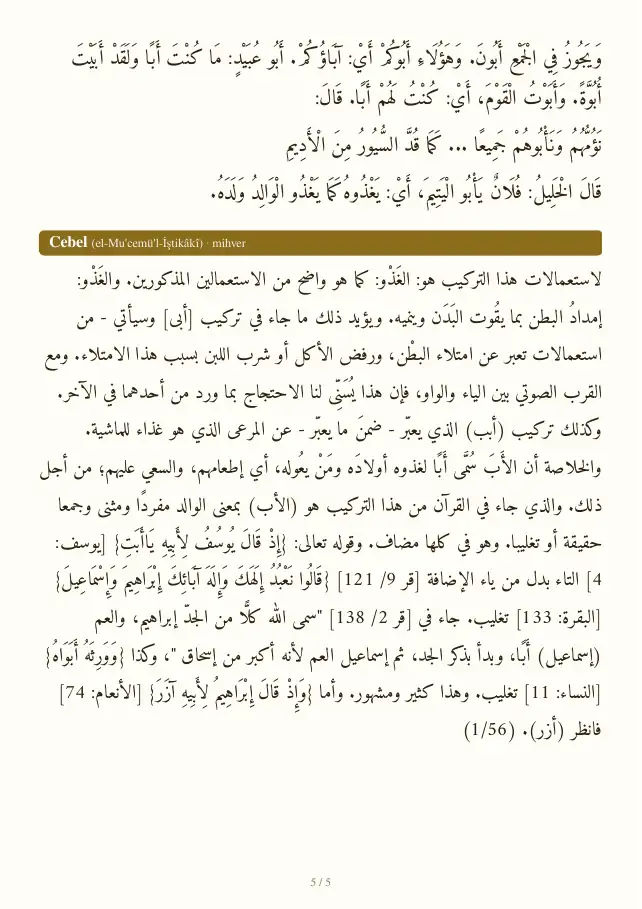 وَيَجُوزُ فِي الْجَمْعِ أَبُونَ. وَهَؤُلَاءِ أَبُوكُمْ أَيْ: آبَاؤُكُمْ. أَبُو عُبَيْدٍ: مَا كُنْتَ أَبًا وَلَقَدْ أَبَيْتَ
أُبُوَّةً. وَأَبَوْتُ الْقَوْمَ، أَيْ: كُنْتُ لَهُمْ أَبًا. قَالَ:
نَؤُمُّهُمُ وَنَأْبُوهُمْ جَمِيعًا ... كَمَا قُدَّ السُّيُورُ مِنَ الْأَدِيمِ
قَالَ الْخَلِيلُ: فُلَانٌ يَأْبُو الْيَتِيمَ، أَيْ: يَغْذُوهُ كَمَا يَغْذُو الْوَالِدُ وَلَدَهُ.
Cebel (el-Mu'cemü'l-İştikâkî) · mihver
لاستعمالات هذا التركيب هو: الغَذْو: كما هو واضح من الاستعمالين المذكورين. والغَذْو:
إمدادُ البطن بما يقُوت البَدَن وينميه. ويؤيد ذلك ما جاء في تركيب [أبى] وسيأتي - من
استعمالات تعبر عن امتلاء البطْن، ورفض الأكل أو شرب اللبن بسبب هذا الامتلاء. ومع
القرب الصوتي بين الياء والواو، فإن هذا يُسَنِّى لنا الاحتجاج بما ورد من أحدهما في الآخر.
وكذلك تركيب (أبب) الذي يعبّر - ضمنَ ما يعبّر - عن المرعى الذي هو غذاء للماشية.
والخلاصة أن الأَبَ سُمَّى أَبًا لغذوه أولادَه ومَنْ يعُوله، أي إطعامهم، والسعي عليهم؛ من أجل
ذلك. والذي جاء في القرآن من هذا التركيب هو (الأب) بمعنى الوالد مفردًا ومثنى وجمعا
حقيقة أو تغليبا. وهو في كلها مضاف. وقوله تعالى: {إِذْ قَالَ يُوسُفُ لِأَبِيهِ يَاأَبَتِ} [يوسف:
4] التاء بدل من ياء الإضافة [قر 9/ 121] {قَالُوا نَعْبُدُ إِلَهَكَ وَإِلَهَ آبَائِكَ إِبْرَاهِيمَ وَإِسْمَاعِيلَ}
[البقرة: 133] تغليب. جاء في [قر 2/ 138] "سمى الله كلًّا من الجدّ إبراهيم، والعم
(إسماعيل) أَبًا، وبدأ بذكر الجد، ثم إسماعيل العم لأنه أكبر من إسحاق "، وكذا {وَوَرِثَهُ أَبَوَاهُ}
[النساء: 11] تغليب. وهذا كثير ومشهور. وأما {وَإِذْ قَالَ إِبْرَاهِيمُ لِأَبِيهِ آزَرَ} [الأنعام: 74]
فانظر (أزر). (1/56)
5 / 5